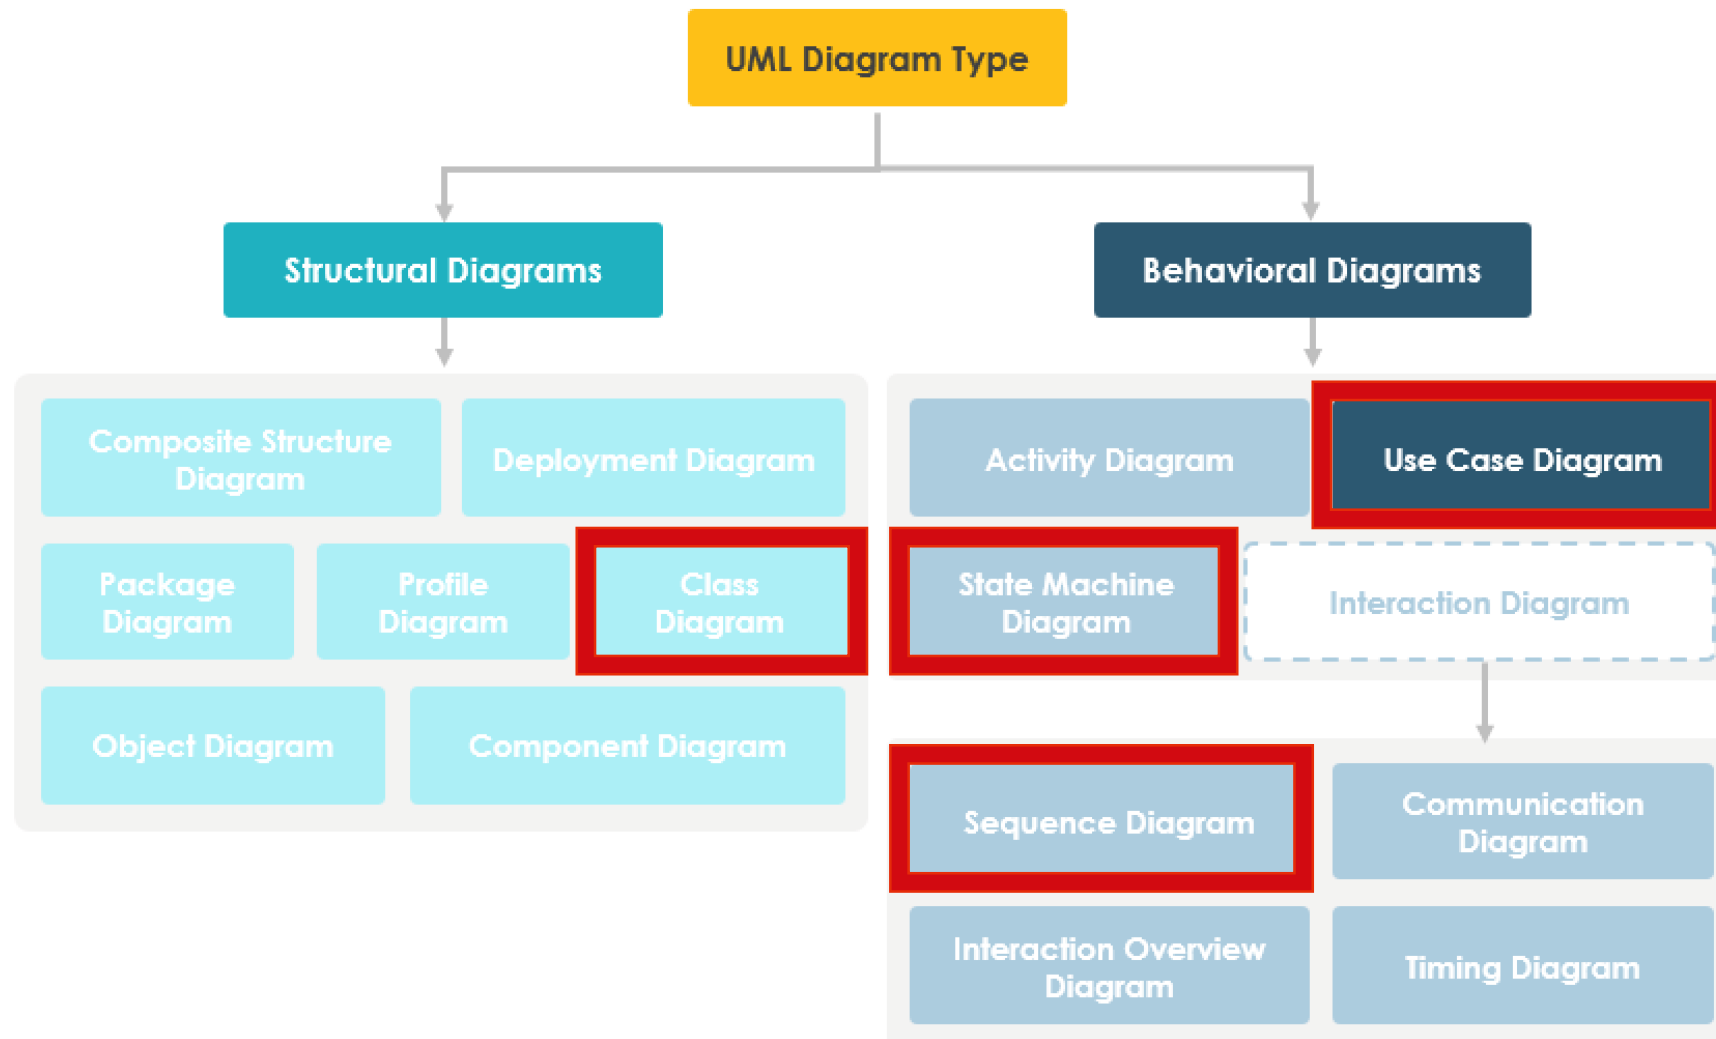 UML Diagram Type
Structural Diagrams
Behavioral Diagrams
Composite Structure
Diagram
Deployment Diagram
Package
Diagram
Profile
Diagram
Class
Diagram
Object Diagram
Component Diagram
Activity Diagram
Use Case Diagram
State Machine
Diagram
Interaction Diagram
Sequence Diagram
Communication
Diagram
Interaction Overview
Diagram
Timing Diagram